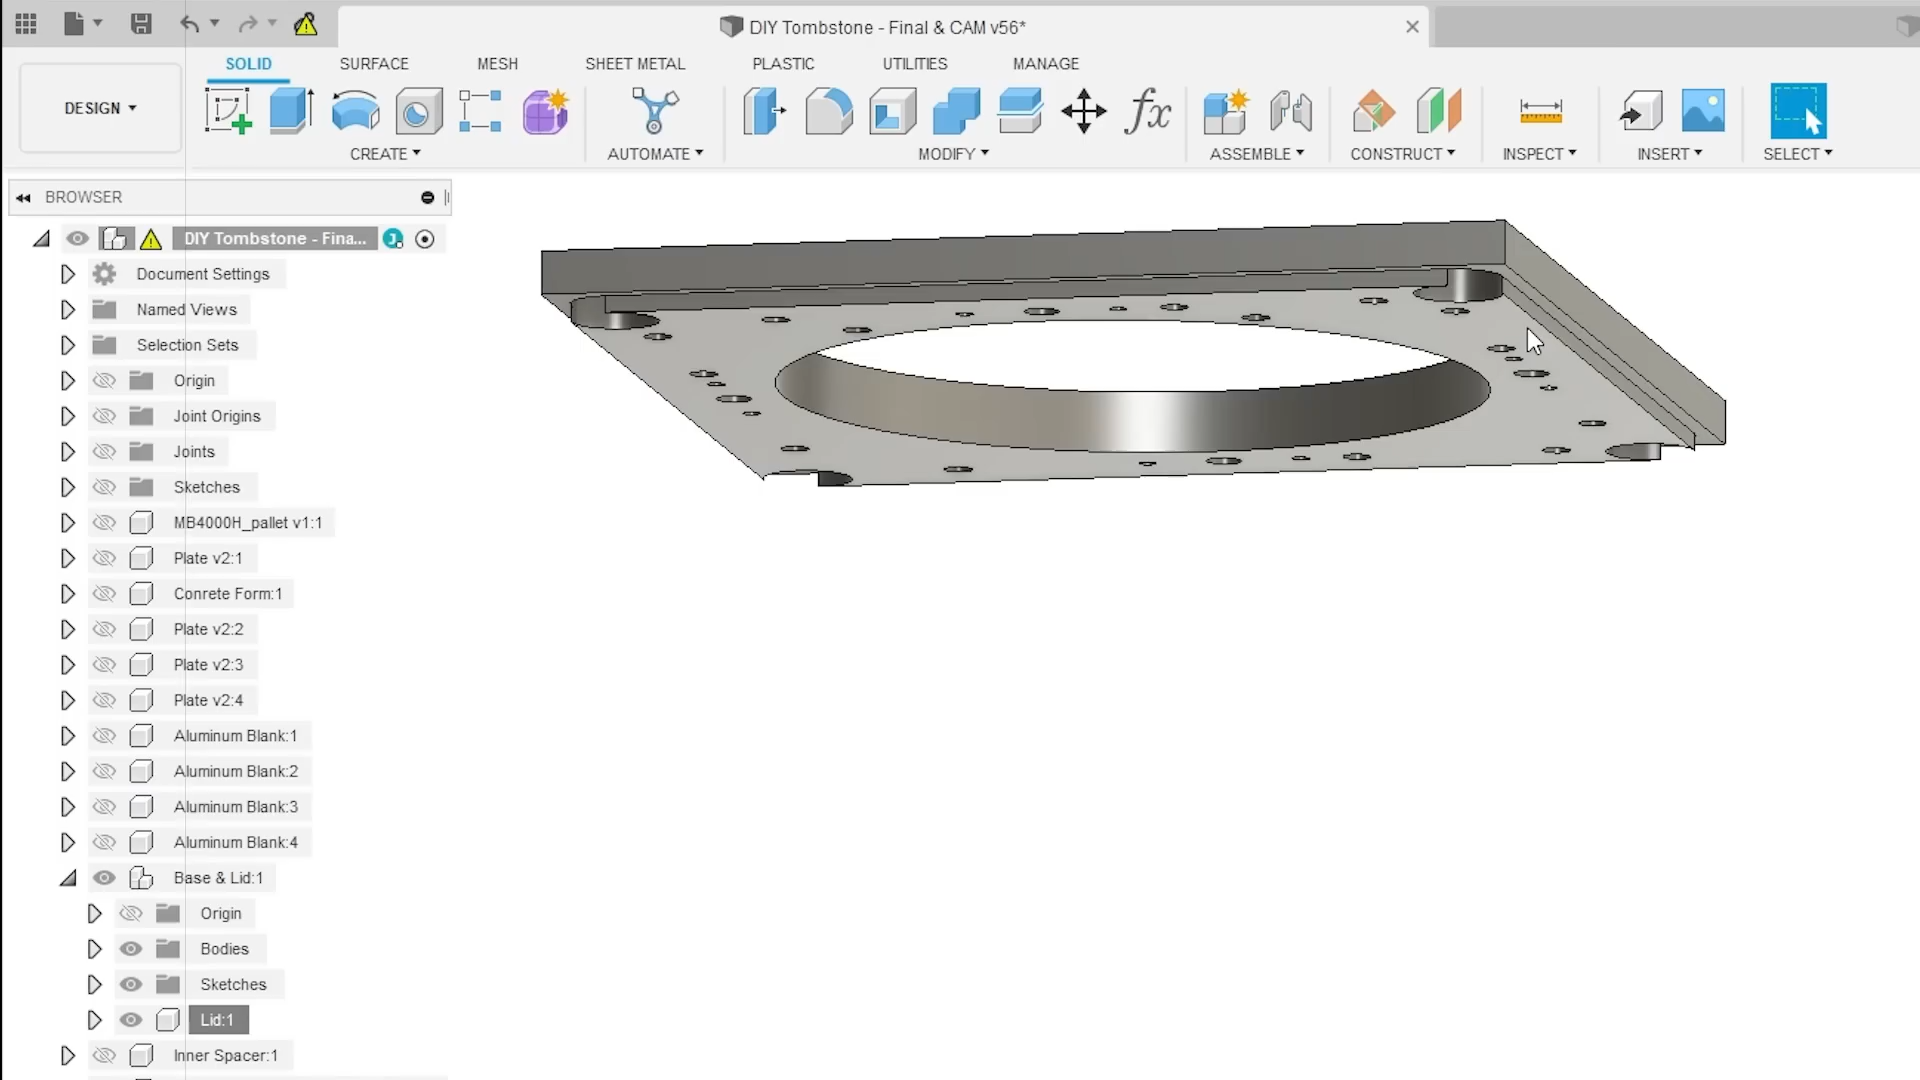 DIY Tombstone - Final & CAM v56*
SOLID SURFACE MESH SHEET METAL PLASTIC UTILITIES MANAGE
DESIGN
fx
CREATE AUTOMATE MODIFY ASSEMBLE CONSTRUCT INSPECT INSERT SELECT
BROWSER
DIY Tombstone - Fina... J
Document Settings
Named Views
Selection Sets
Origin
Joint Origins
Joints
Sketches
MB4000H_pallet v1:1
Plate v2:1
Conrete Form:1
Plate v2:2
Plate v2:3
Plate v2:4
Aluminum Blank:1
Aluminum Blank:2
Aluminum Blank:3
Aluminum Blank:4
Base & Lid:1
Origin
Bodies
Sketches
Lid:1
Inner Spacer:1